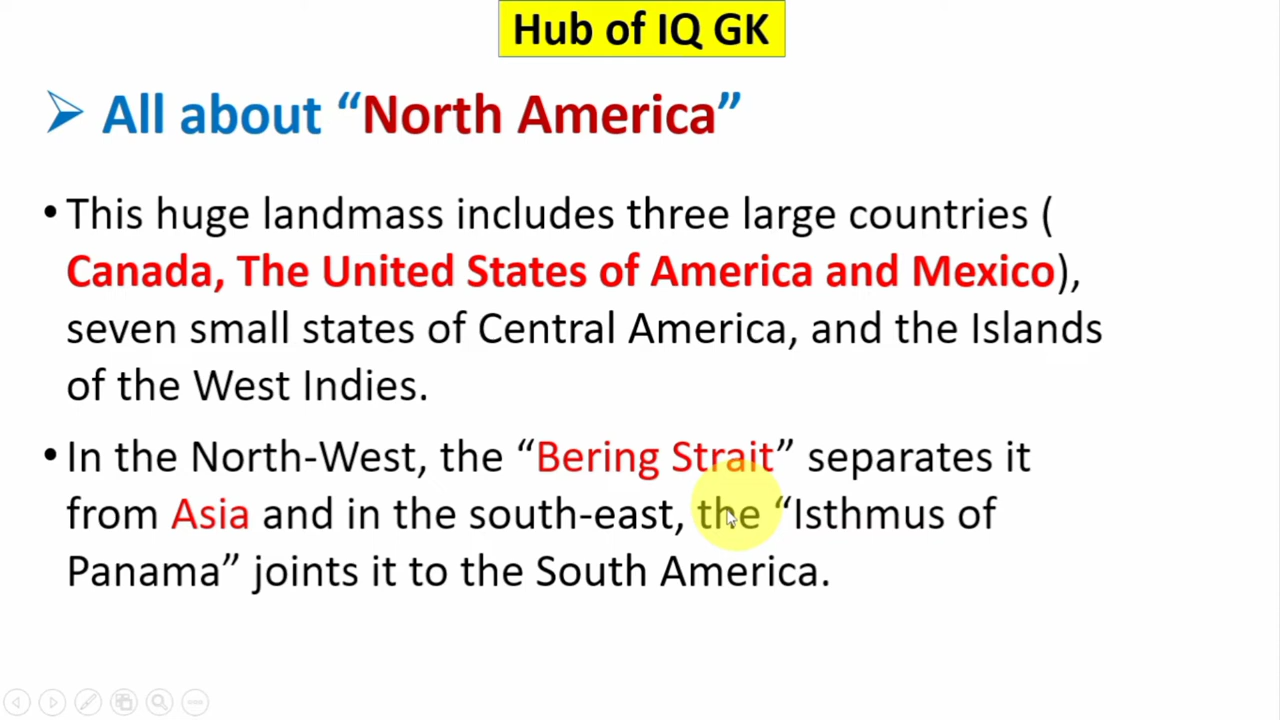 Hub of IQ GK
All about “North America”
• This huge landmass includes three large countries (
Canada, The United States of America and Mexico),
seven small states of Central America, and the Islands
of the West Indies.
• In the North-West, the “Bering Strait” separates it
from Asia and in the south-east, the “Isthmus of
Panama” joints it to the South America.